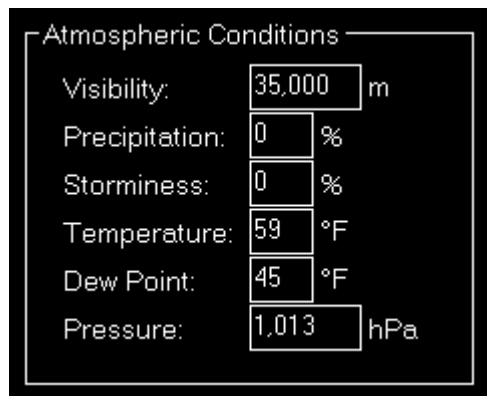 Atmospheric Conditions
Visibility: 35,000 m
Precipitation: 0 %
Storminess: 0 %
Temperature: 59 °F
Dew Point: 45 °F
Pressure: 1,013 hPa